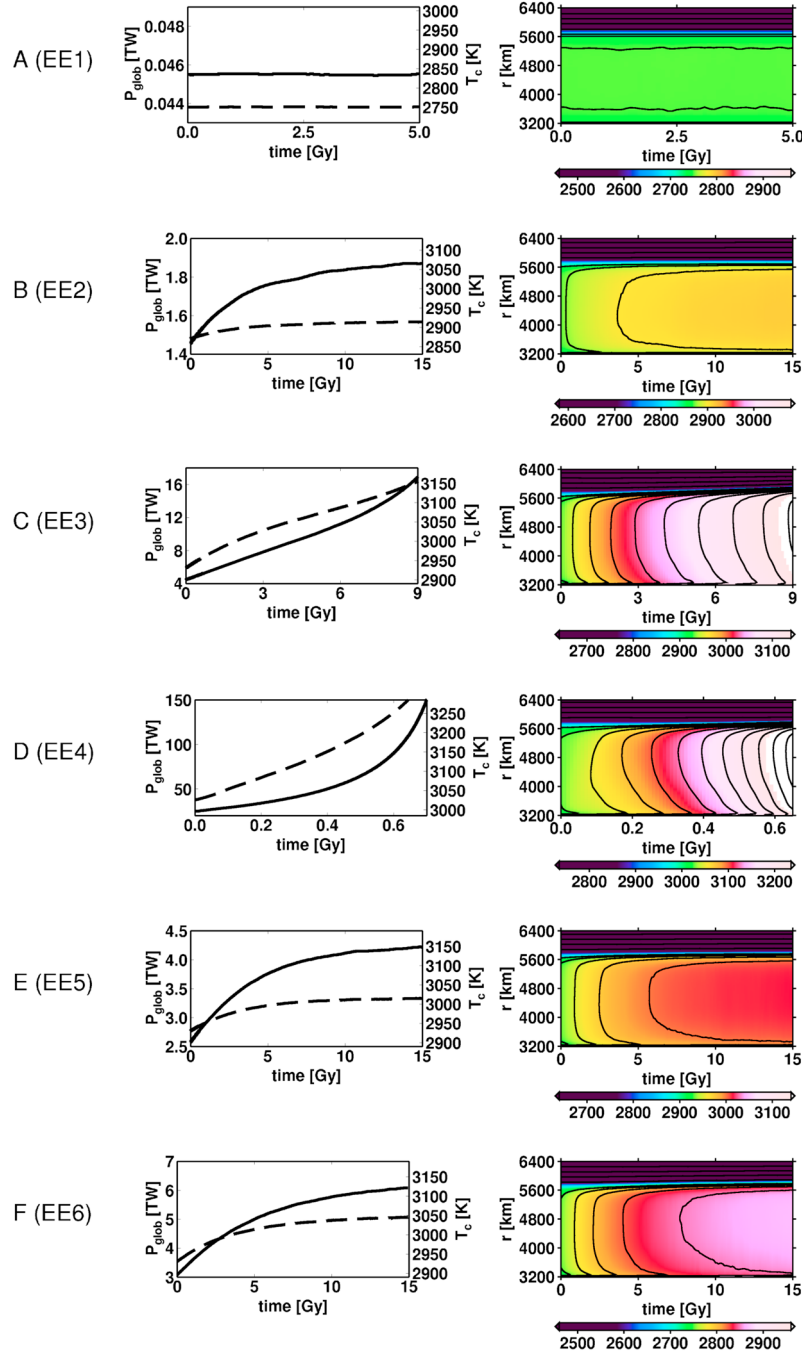 A (EE1)
P_glob [TW]
0.048
0.046
0.044
3000
2950
2900
2850
2800
2750
T_c [K]
0.0 2.5 5.0
time [Gy]
r [km]
6400
5600
4800
4000
3200
0.0 2.5 5.0
time [Gy]
2500 2600 2700 2800 2900
B (EE2)
P_glob [TW]
2.0
1.8
1.6
1.4
3100
3050
3000
2950
2900
2850
T_c [K]
0 5 10 15
time [Gy]
r [km]
6400
5600
4800
4000
3200
0 5 10 15
time [Gy]
2600 2700 2800 2900 3000
C (EE3)
P_glob [TW]
16
12
8
4
3150
3100
3050
3000
2950
2900
T_c [K]
0 3 6 9
time [Gy]
r [km]
6400
5600
4800
4000
3200
0 3 6 9
time [Gy]
2700 2800 2900 3000 3100
D (EE4)
P_glob [TW]
150
100
50
3250
3200
3150
3100
3050
3000
T_c [K]
0.0 0.2 0.4 0.6
time [Gy]
r [km]
6400
5600
4800
4000
3200
0.0 0.2 0.4 0.6
time [Gy]
2800 2900 3000 3100 3200
E (EE5)
P_glob [TW]
4.5
4.0
3.5
3.0
2.5
3150
3100
3050
3000
2950
2900
T_c [K]
0 5 10 15
time [Gy]
r [km]
6400
5600
4800
4000
3200
0 5 10 15
time [Gy]
2700 2800 2900 3000 3100
F (EE6)
P_glob [TW]
7
6
5
4
3
3150
3100
3050
3000
2950
2900
T_c [K]
0 5 10 15
time [Gy]
r [km]
6400
5600
4800
4000
3200
0 5 10 15
time [Gy]
2500 2600 2700 2800 2900